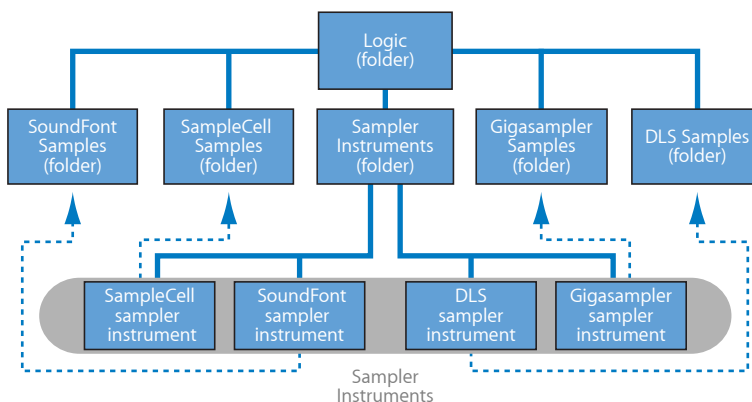 Logic
(folder)
SoundFont
Samples
(folder)
SampleCell
Samples
(folder)
Sampler
Instruments
(folder)
Gigasampler
Samples
(folder)
DLS Samples
(folder)
SampleCell
sampler
instrument
SoundFont
sampler
instrument
DLS
sampler
instrument
Gigasampler
sampler
instrument
Sampler
Instruments